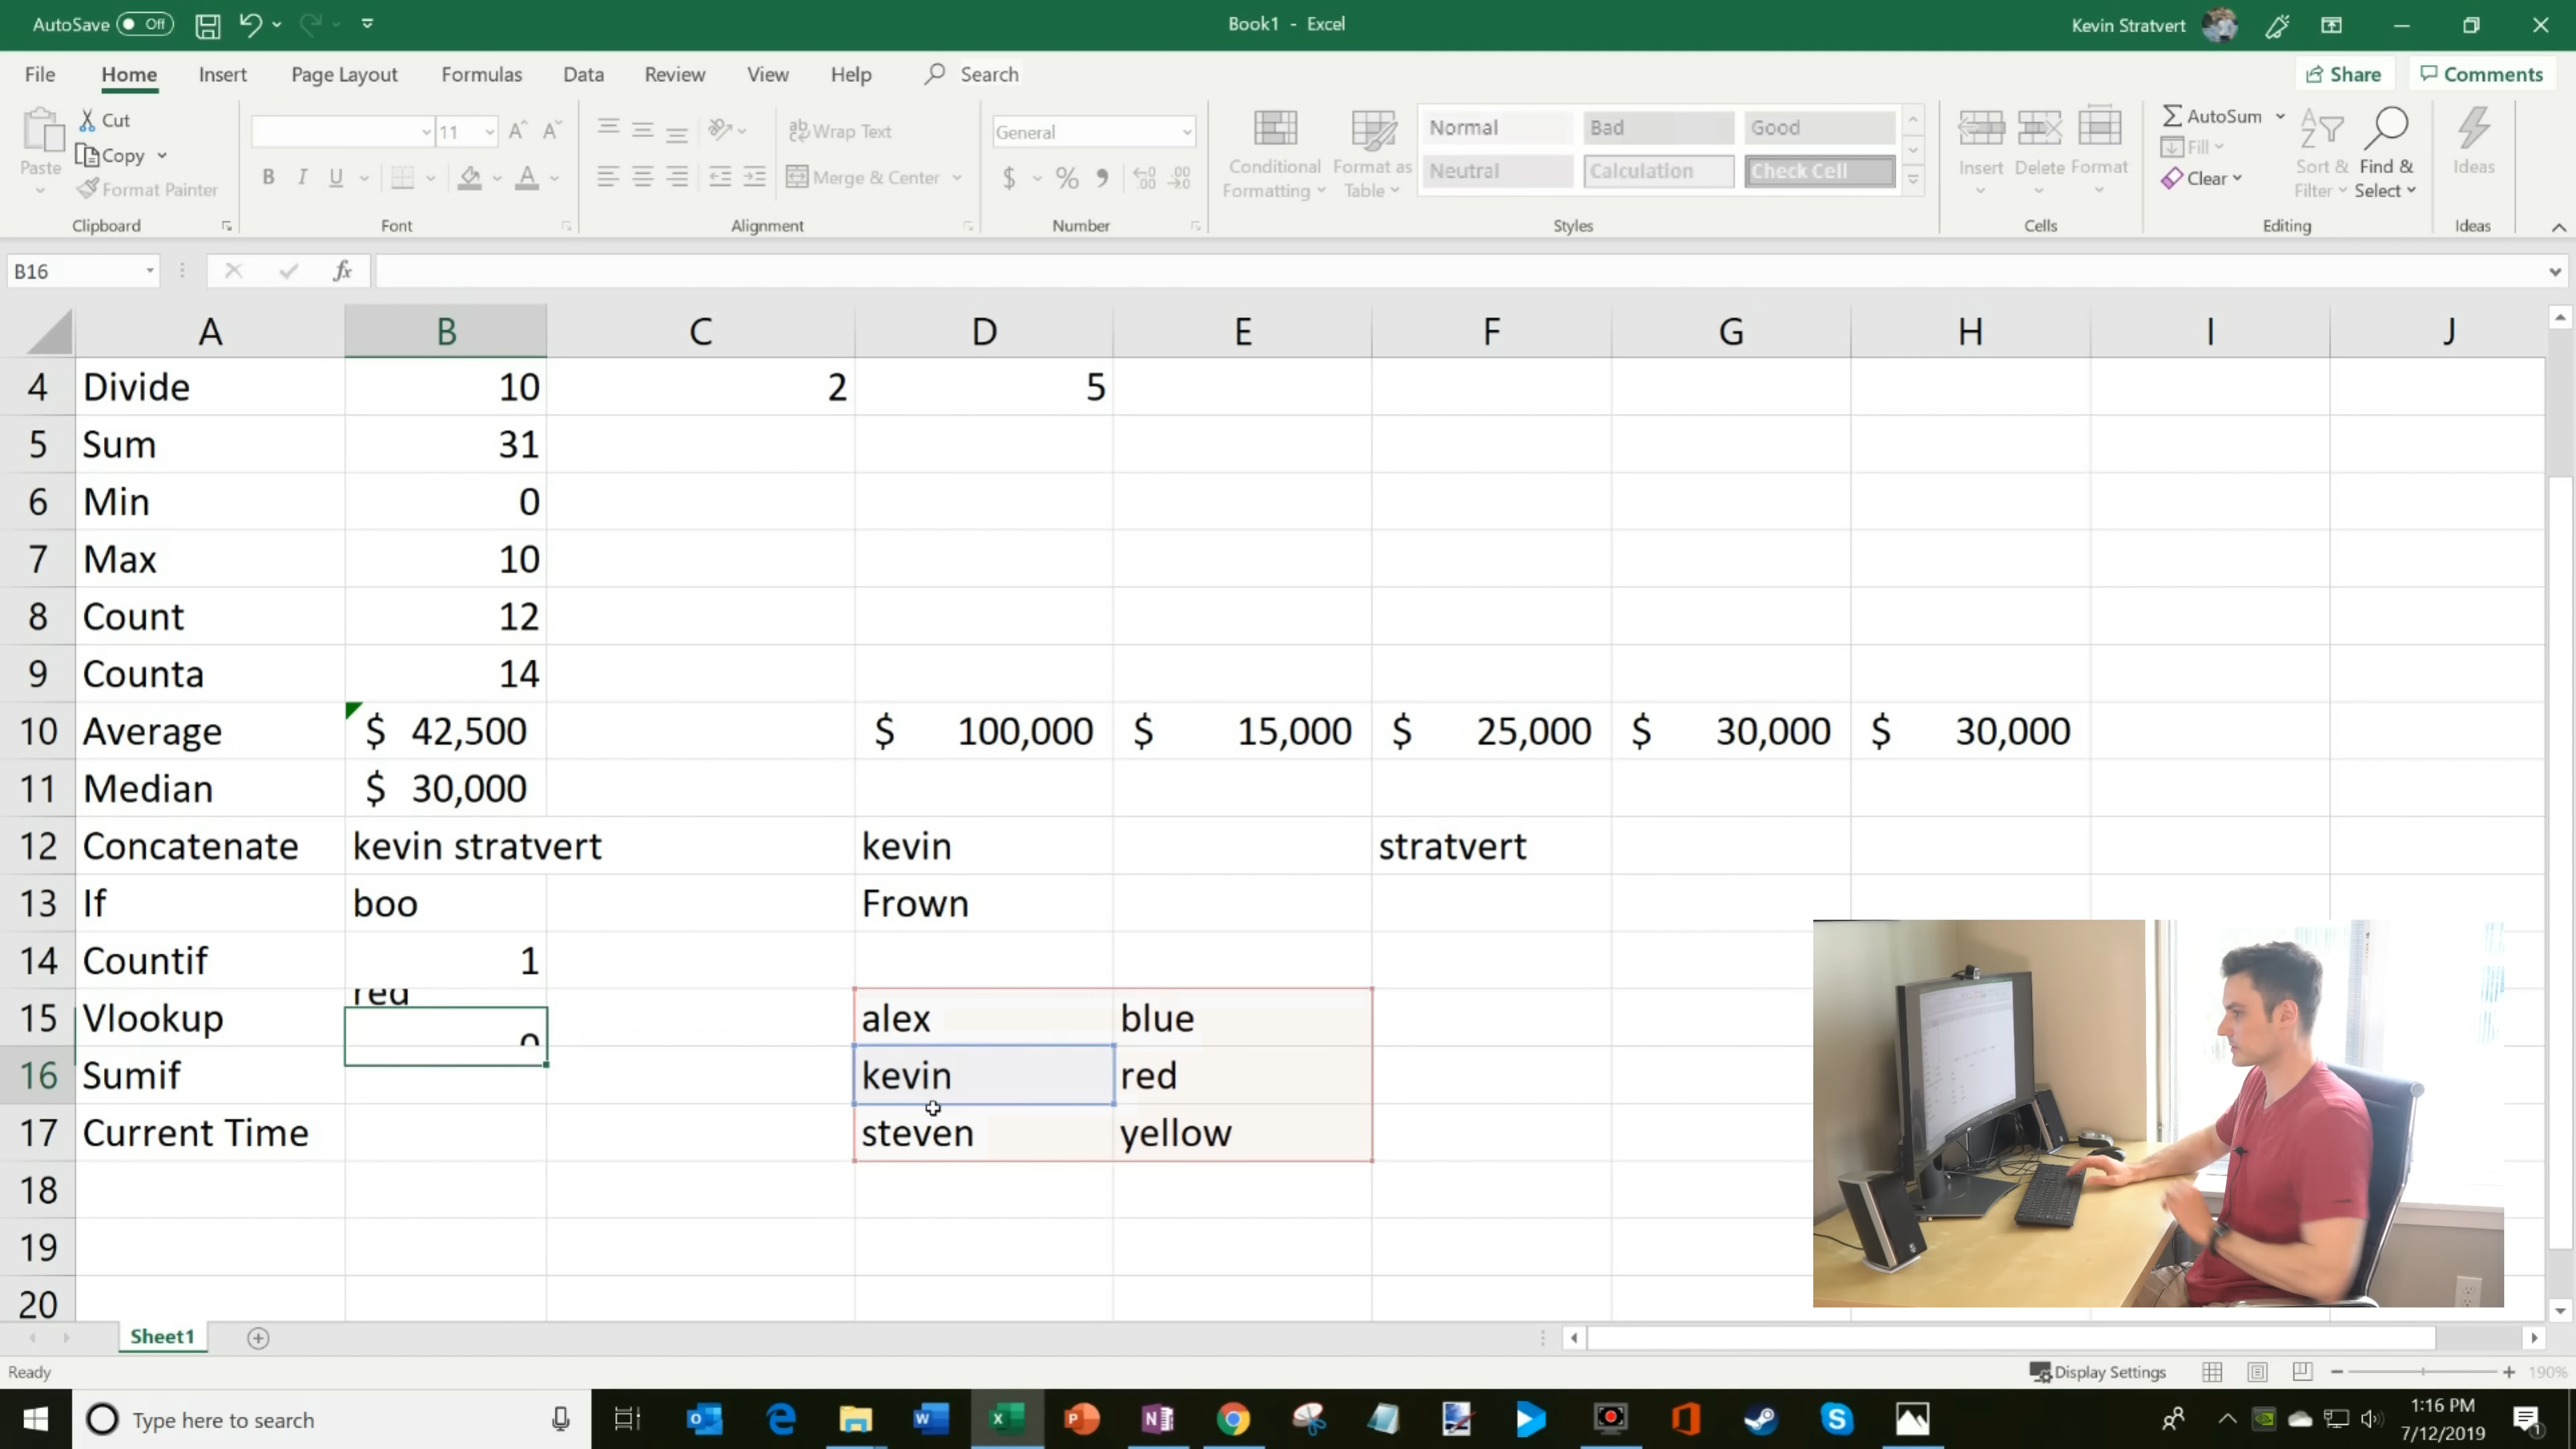 AutoSave Off
Book1 - Excel
Kevin Stratvert
File Home Insert Page Layout Formulas Data Review View Help Search
Share Comments
Paste
Cut
Copy
Format Painter
Clipboard
11
B I U
Font
Wrap Text
Merge & Center
Alignment
General
$ %
Number
Conditional Formatting
Format as Table
Normal Bad Good
Neutral Calculation Check Cell
Styles
Insert Delete Format
Cells
AutoSum
Fill
Clear
Sort & Filter
Find & Select
Editing
Ideas
Ideas
B16
fx
A B C D E F G H I J
4 Divide 10 2 5
5 Sum 31
6 Min 0
7 Max 10
8 Count 12
9 Counta 14
10 Average $ 42,500 $ 100,000 $ 15,000 $ 25,000 $ 30,000 $ 30,000
11 Median $ 30,000
12 Concatenate kevin stratvert kevin stratvert
13 If boo Frown
14 Countif 1
red
15 Vlookup alex blue
16 Sumif kevin red
17 Current Time steven yellow
18
19
20
Sheet1
Ready
Display Settings
190%
Type here to search
1:16 PM
7/12/2019